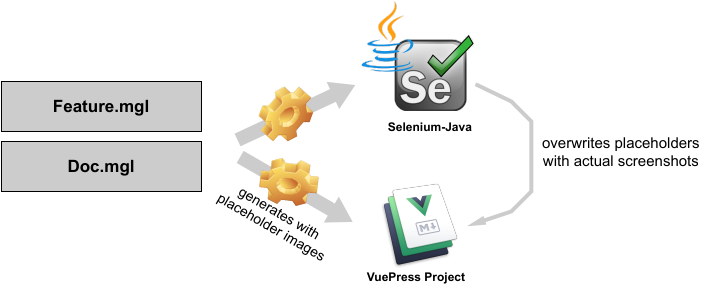 Feature.mgl
Doc.mgl
Se
Selenium-Java
overwrites placeholders
with actual screenshots
generates with
placeholder images
M
VuePress Project